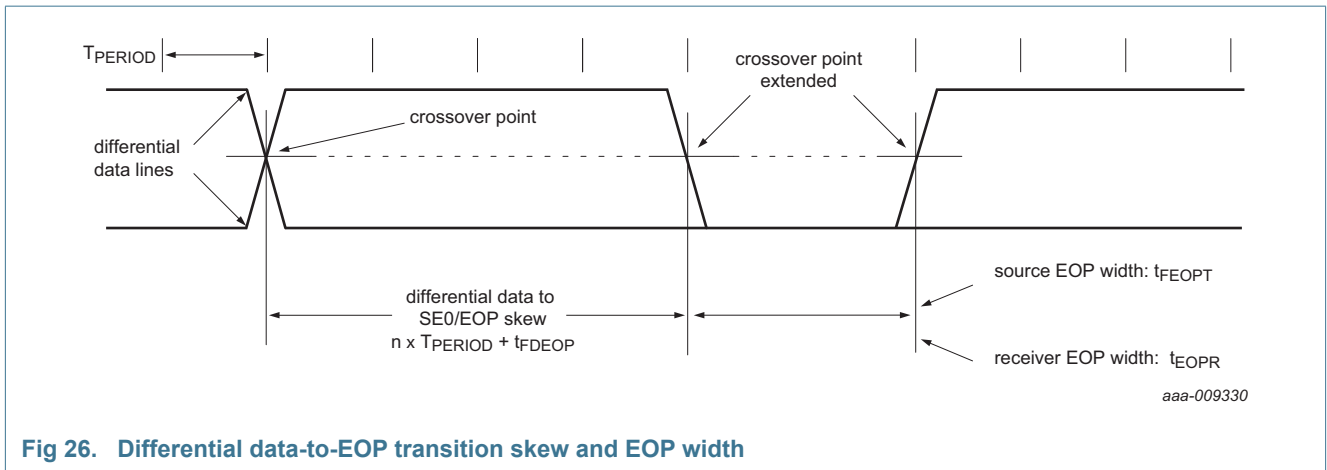 TPERIOD
crossover point
extended
crossover point
differential
data lines
differential data to
SE0/EOP skew
n x TPERIOD + tFDEOP
source EOP width: tFEOPT
receiver EOP width: tEOPR
aaa-009330
Fig 26. Differential data-to-EOP transition skew and EOP width